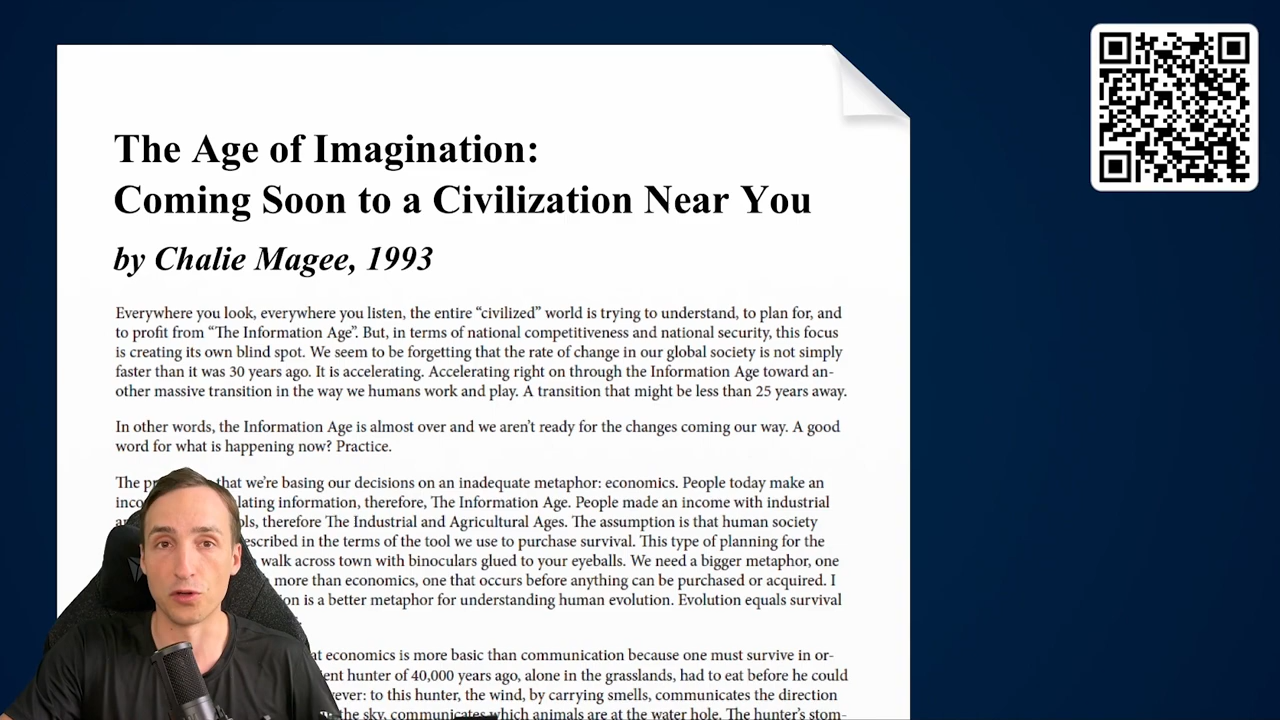 The Age of Imagination:
Coming Soon to a Civilization Near You
by Chalie Magee, 1993
Everywhere you look, everywhere you listen, the entire “civilized” world is trying to understand, to plan for, and
to profit from “The Information Age”. But, in terms of national competitiveness and national security, this focus
is creating its own blind spot. We seem to be forgetting that the rate of change in our global society is not simply
faster than it was 30 years ago. It is accelerating. Accelerating right on through the Information Age toward an-
other massive transition in the way we humans work and play. A transition that might be less than 25 years away.
In other words, the Information Age is almost over and we aren’t ready for the changes coming our way. A good
word for what is happening now? Practice.
The that we’re basing our decisions on an inadequate metaphor: economics. People today make an
information, therefore, The Information Age. People made an income with industrial
therefore The Industrial and Agricultural Ages. The assumption is that human society
in the terms of the tool we use to purchase survival. This type of planning for the
walk across town with binoculars glued to your eyeballs. We need a bigger metaphor, one
more than economics, one that occurs before anything can be purchased or acquired. I
is a better metaphor for understanding human evolution. Evolution equals survival
economics is more basic than communication because one must survive in or-
hunter of 40,000 years ago, alone in the grasslands, had to eat before he could
to this hunter, the wind, by carrying smells, communicates the direction
the sky, communicates which animals are at the water hole. The hunter’s stom-